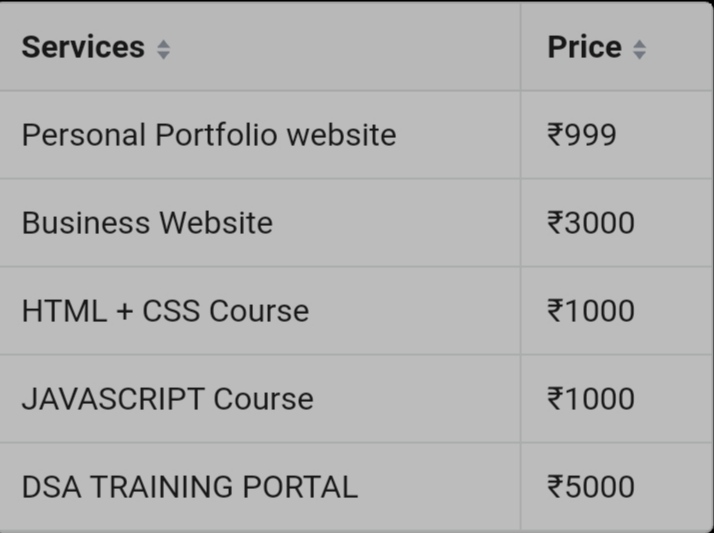 Services Price
Personal Portfolio website ₹999
Business Website ₹3000
HTML + CSS Course ₹1000
JAVASCRIPT Course ₹1000
DSA TRAINING PORTAL ₹5000